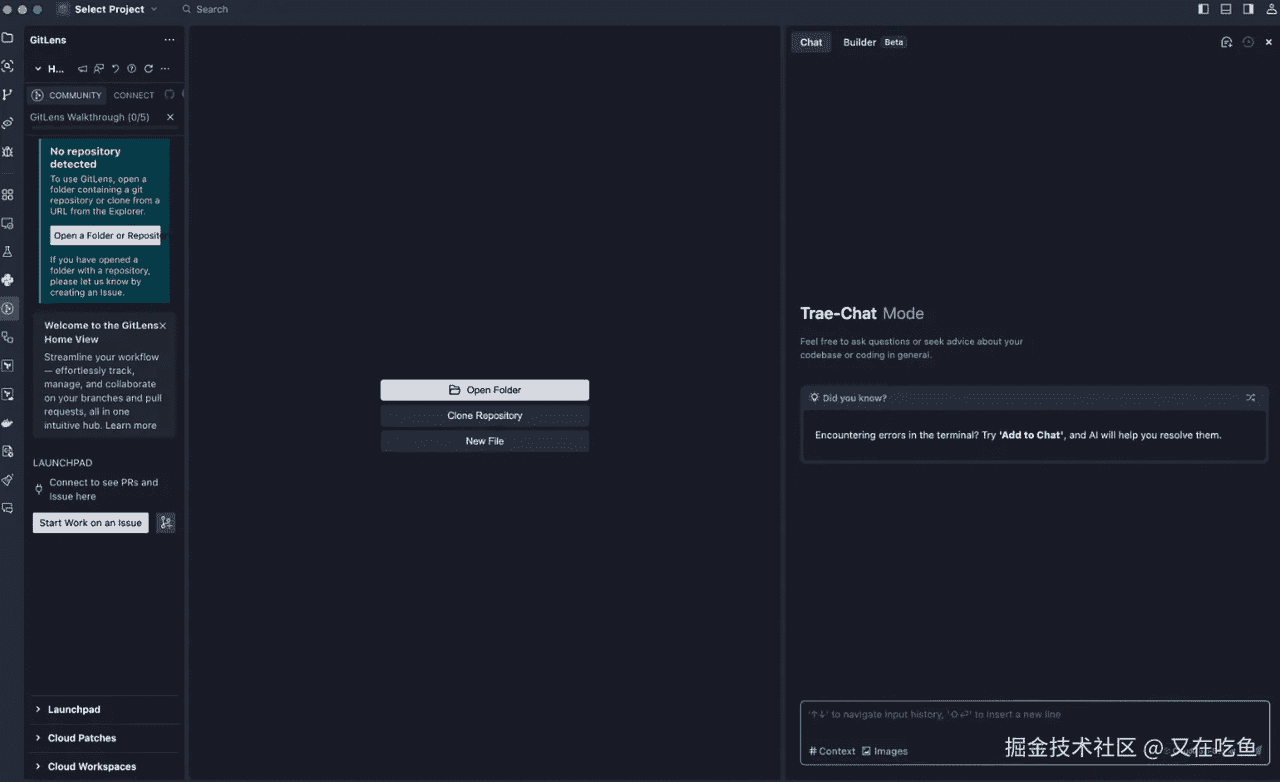 Select Project
Search
GitLens
H...
COMMUNITY
CONNECT
GitLens Walkthrough (0/5)
No repository
detected
To use GitLens, open a
folder containing a git
repository or clone from a
URL from the Explorer.
Open a Folder or Reposito
If you have opened a
folder with a repository,
please let us know by
creating an Issue.
Welcome to the GitLens
Home View
Streamline your workflow
— effortlessly track,
manage, and collaborate
on your branches and pull
requests, all in one
intuitive hub. Learn more
LAUNCHPAD
Connect to see PRs and
Issue here
Start Work on an Issue
Launchpad
Cloud Patches
Cloud Workspaces
Open Folder
Clone Repository
New File
Chat
Builder
Beta
Trae-Chat Mode
Feel free to ask questions or seek advice about your
codebase or coding in general.
Did you know?
Encountering errors in the terminal? Try 'Add to Chat', and AI will help you resolve them.
'↑↓' to navigate input history, '⇧⏎' to insert a new line
# Context
Images
掘金技术社区 @ 又在吃鱼